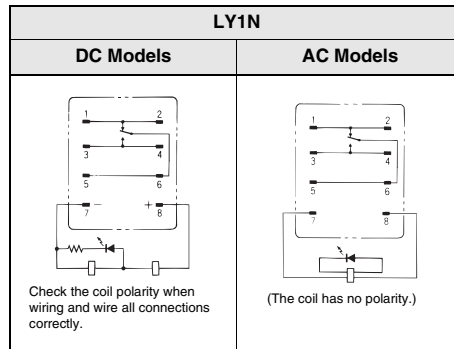 LY1N
DC Models
AC Models
1 2
3 4
5 6
− +
7 8
Check the coil polarity when
wiring and wire all connections
correctly.
1 2
3 4
5 6
7 8
(The coil has no polarity.)